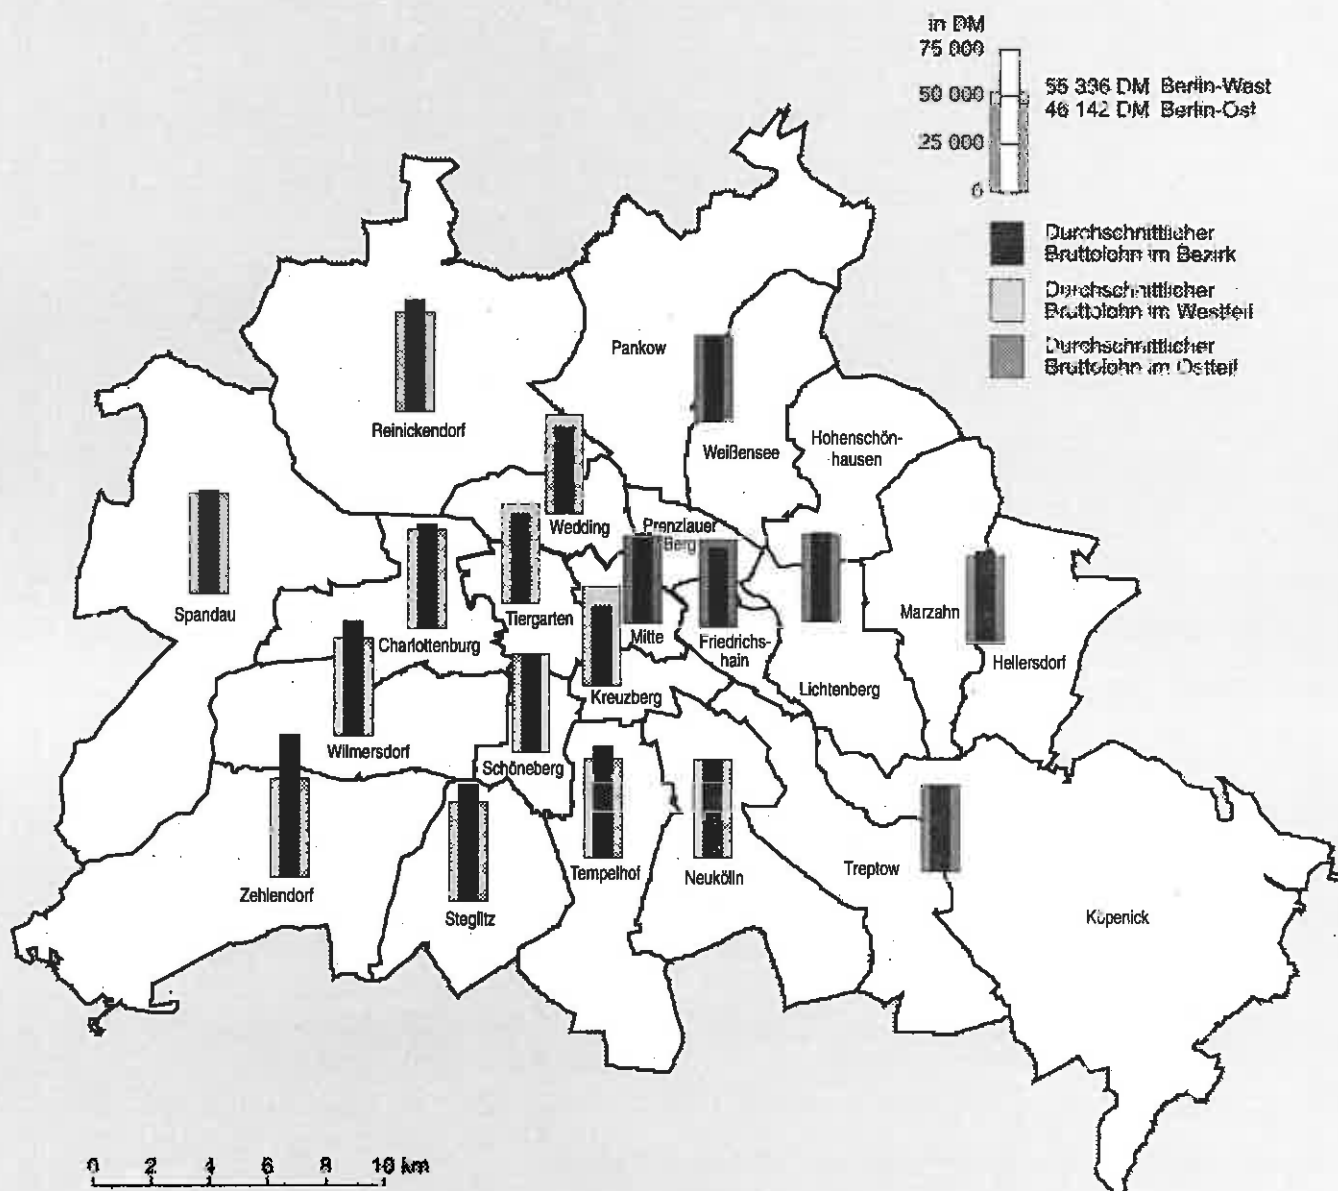 in DM
75 000
50 000
25 000
0
55 336 DM Berlin-West
46 142 DM Berlin-Ost
Durchschnittlicher
Bruttolohn im Bezirk
Durchschnittlicher
Bruttolohn im Westteil
Durchschnittlicher
Bruttolohn im Ostteil
Pankow
Reinickendorf
Weißensee
Hohenschön-
hausen
Wedding
Prenzlauer
Berg
Spandau
Charlottenburg
Tiergarten
Mitte
Friedrichs-
hain
Marzahn
Hellersdorf
Lichtenberg
Kreuzberg
Wilmersdorf
Schöneberg
Zehlendorf
Steglitz
Tempelhof
Neukölln
Treptow
Köpenick
0 2 4 6 8 10 km